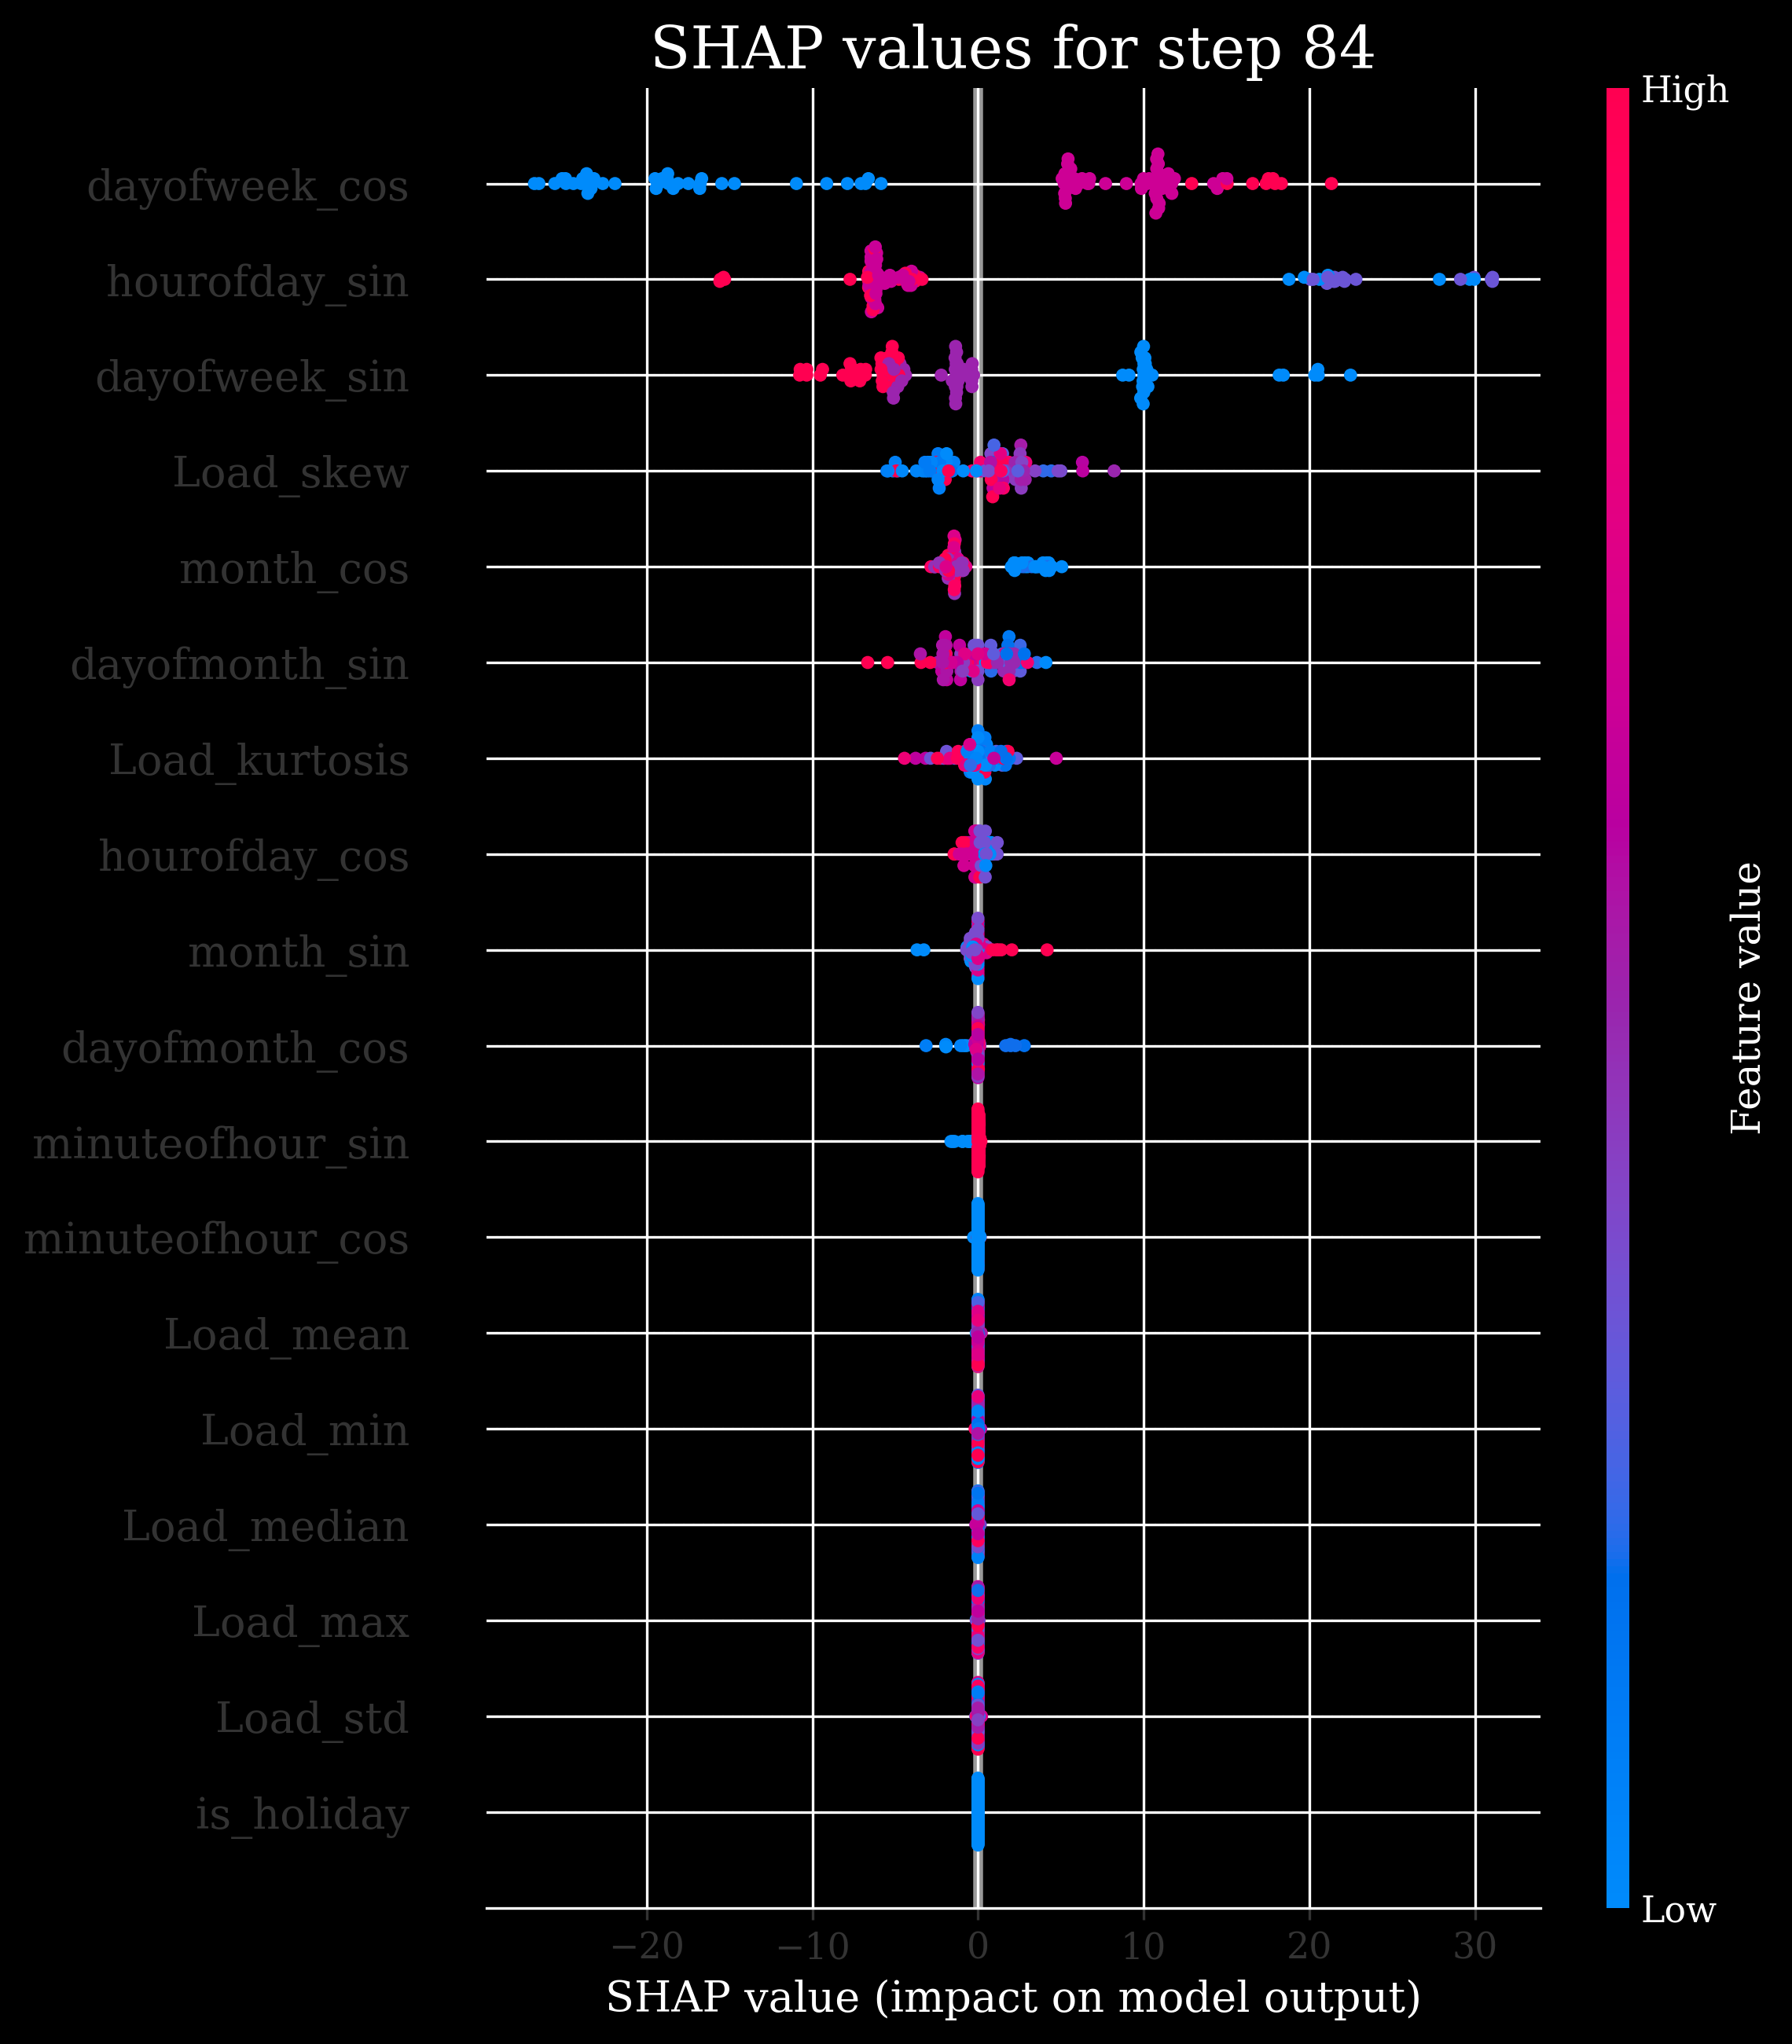 SHAP values for step 84
High
dayofweek_cos
hourofday_sin
dayofweek_sin
Load_skew
month_cos
dayofmonth_sin
Load_kurtosis
hourofday_cos
month_sin
dayofmonth_cos
minuteofhour_sin
minuteofhour_cos
Load_mean
Load_min
Load_median
Load_max
Load_std
is_holiday
Feature value
Low
−20 −10 0 10 20 30
SHAP value (impact on model output)